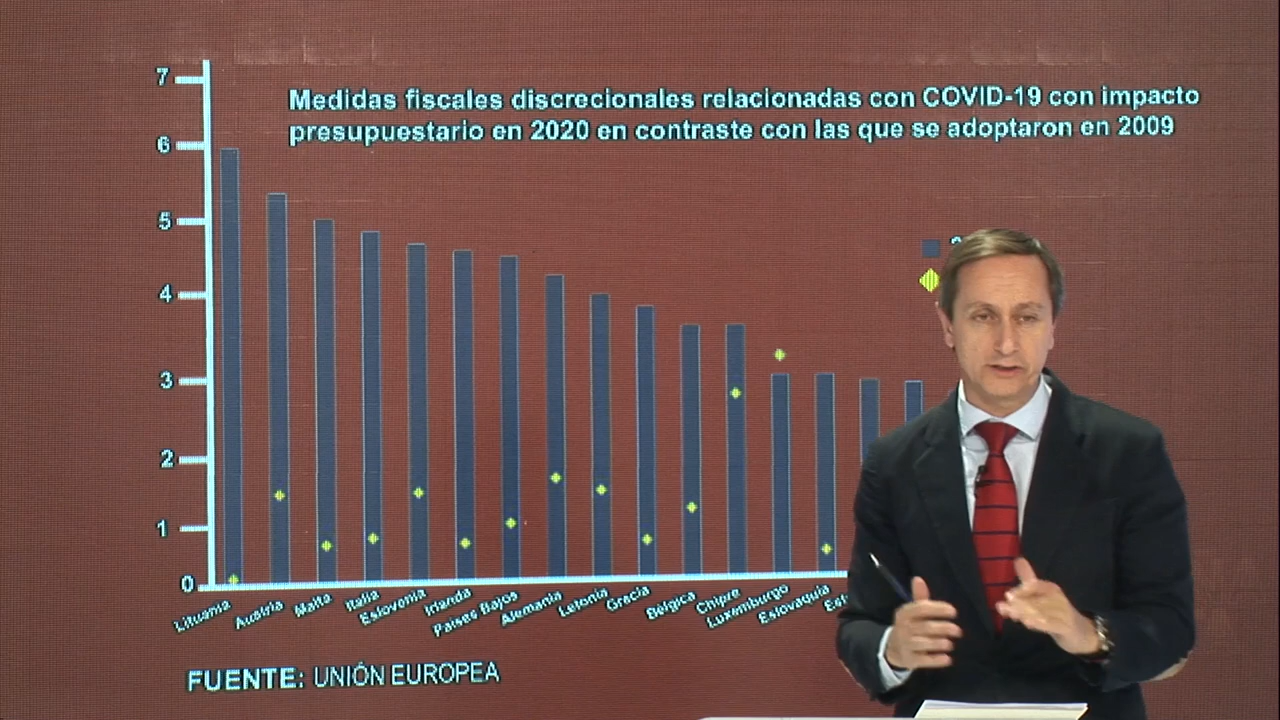 Medidas fiscales discrecionales relacionadas con COVID-19 con impacto
presupuestario en 2020 en contraste con las que se adoptaron en 2009
7
6
5
4
3
2
1
0
Lituania
Austria
Malta
Italia
Eslovenia
Irlanda
Países Bajos
Alemania
Letonia
Grecia
Bélgica
Chipre
Luxemburgo
Eslovaquia
FUENTE: UNIÓN EUROPEA